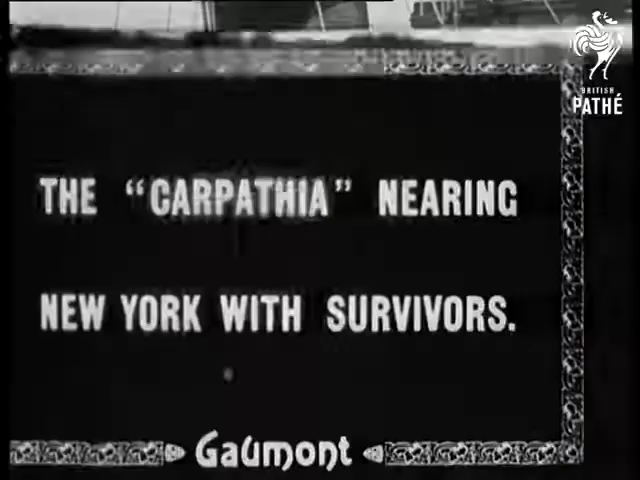 BRITISH
PATHÉ
THE "CARPATHIA" NEARING
NEW YORK WITH SURVIVORS.
Gaumont